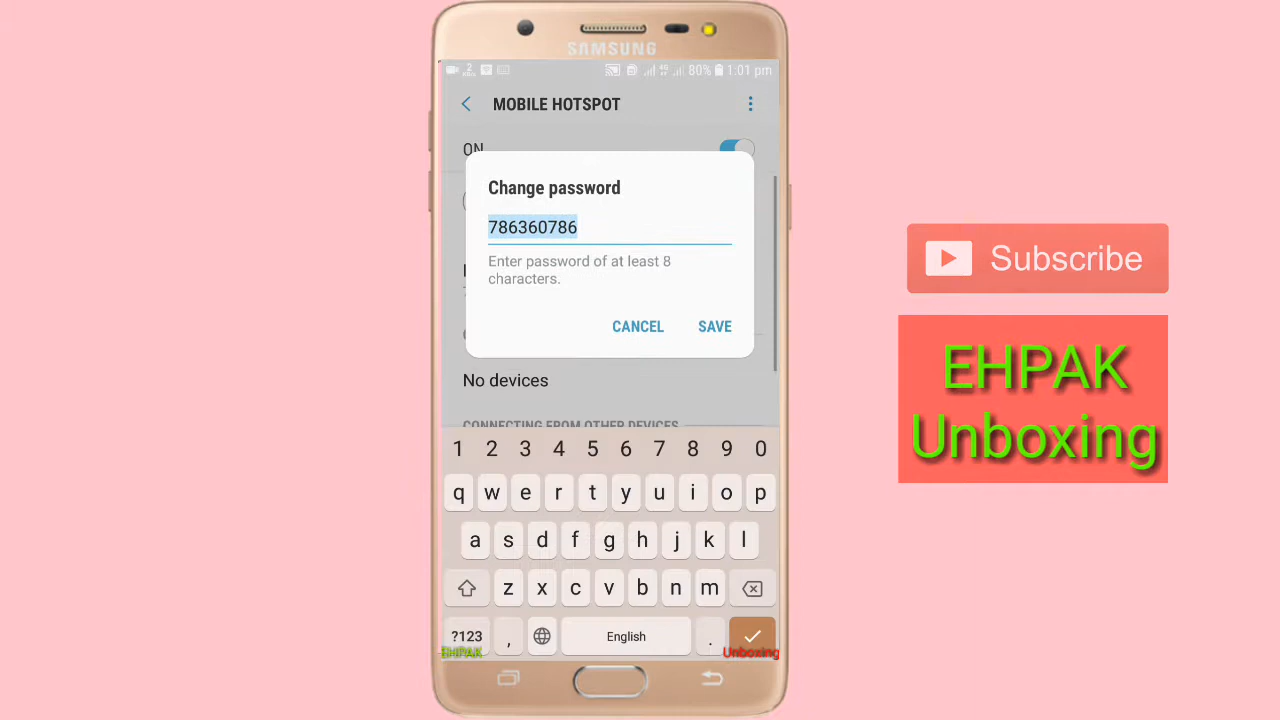 SAMSUNG
80% 1:01 pm
MOBILE HOTSPOT
ON
Change password
786360786
Enter password of at least 8
characters.
CANCEL SAVE
No devices
CONNECTING FROM OTHER DEVICES
1 2 3 4 5 6 7 8 9 0
q w e r t y u i o p
a s d f g h j k l
z x c v b n m
?123 , English .
EHPAK Unboxing
Subscribe
EHPAK
Unboxing